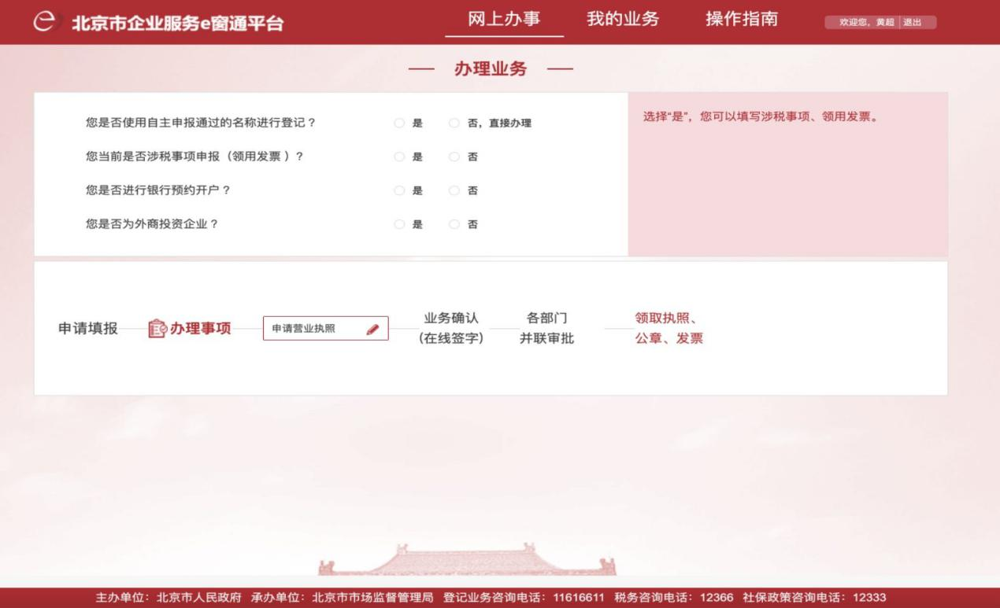 e 北京市企业服务e窗通平台 网上办事 我的业务 操作指南 欢迎您，黄超 退出
办理业务
您是否使用自主申报通过的名称进行登记？ 是 否，直接办理
选择“是”，您可以填写涉税事项、领用发票。
您当前是否涉税事项申报（领用发票 ）？ 是 否
您是否进行银行预约开户？ 是 否
您是否为外商投资企业？ 是 否
申请填报 办理事项 申请营业执照
业务确认
(在线签字)
各部门
并联审批
领取执照、
公章、发票
主办单位：北京市人民政府 承办单位：北京市市场监督管理局 登记业务咨询电话：11616611 税务咨询电话：12366 社保政策咨询电话：12333